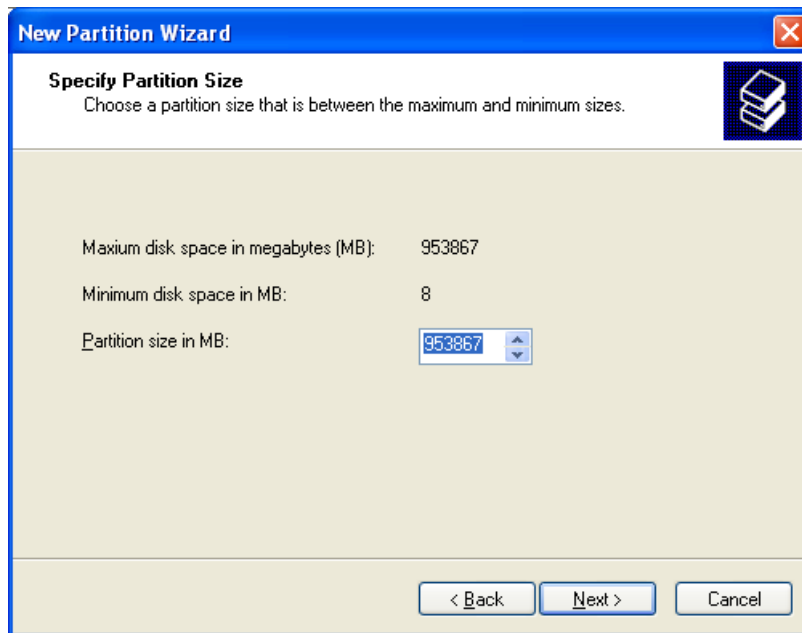 New Partition Wizard
Specify Partition Size
Choose a partition size that is between the maximum and minimum sizes.
Maxium disk space in megabytes (MB): 953867
Minimum disk space in MB: 8
Partition size in MB: 953867
< Back Next > Cancel